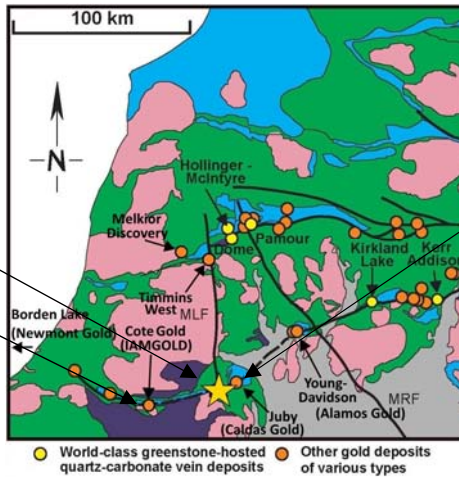 100 km
N
Hollinger -
McIntyre
Melkior
Discovery
Dome
Pamour
Kirkland
Lake
Kerr
Addison
Timmins
West
MLF
Borden Lake
(Newmont Gold)
Cote Gold
(IAMGOLD)
Young-
Davidson
(Alamos Gold)
MRF
Juby
(Caldas Gold)
World-class greenstone-hosted
quartz-carbonate vein deposits
Other gold deposits
of various types